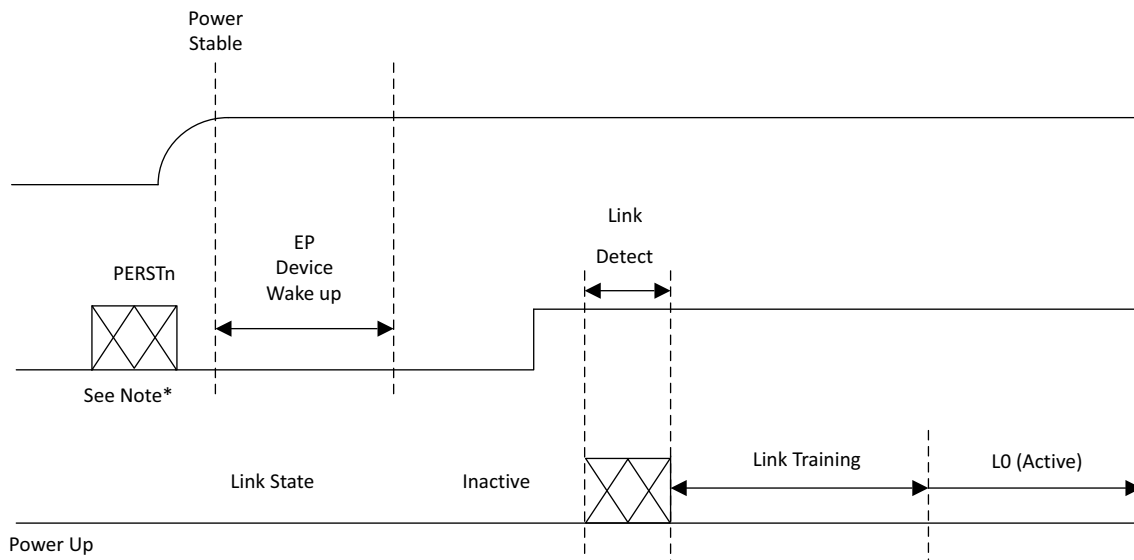 Power
Stable
Link
Detect
EP
Device
Wake up
PERSTn
See Note*
Link State
Inactive
Link Training
L0 (Active)
Power Up